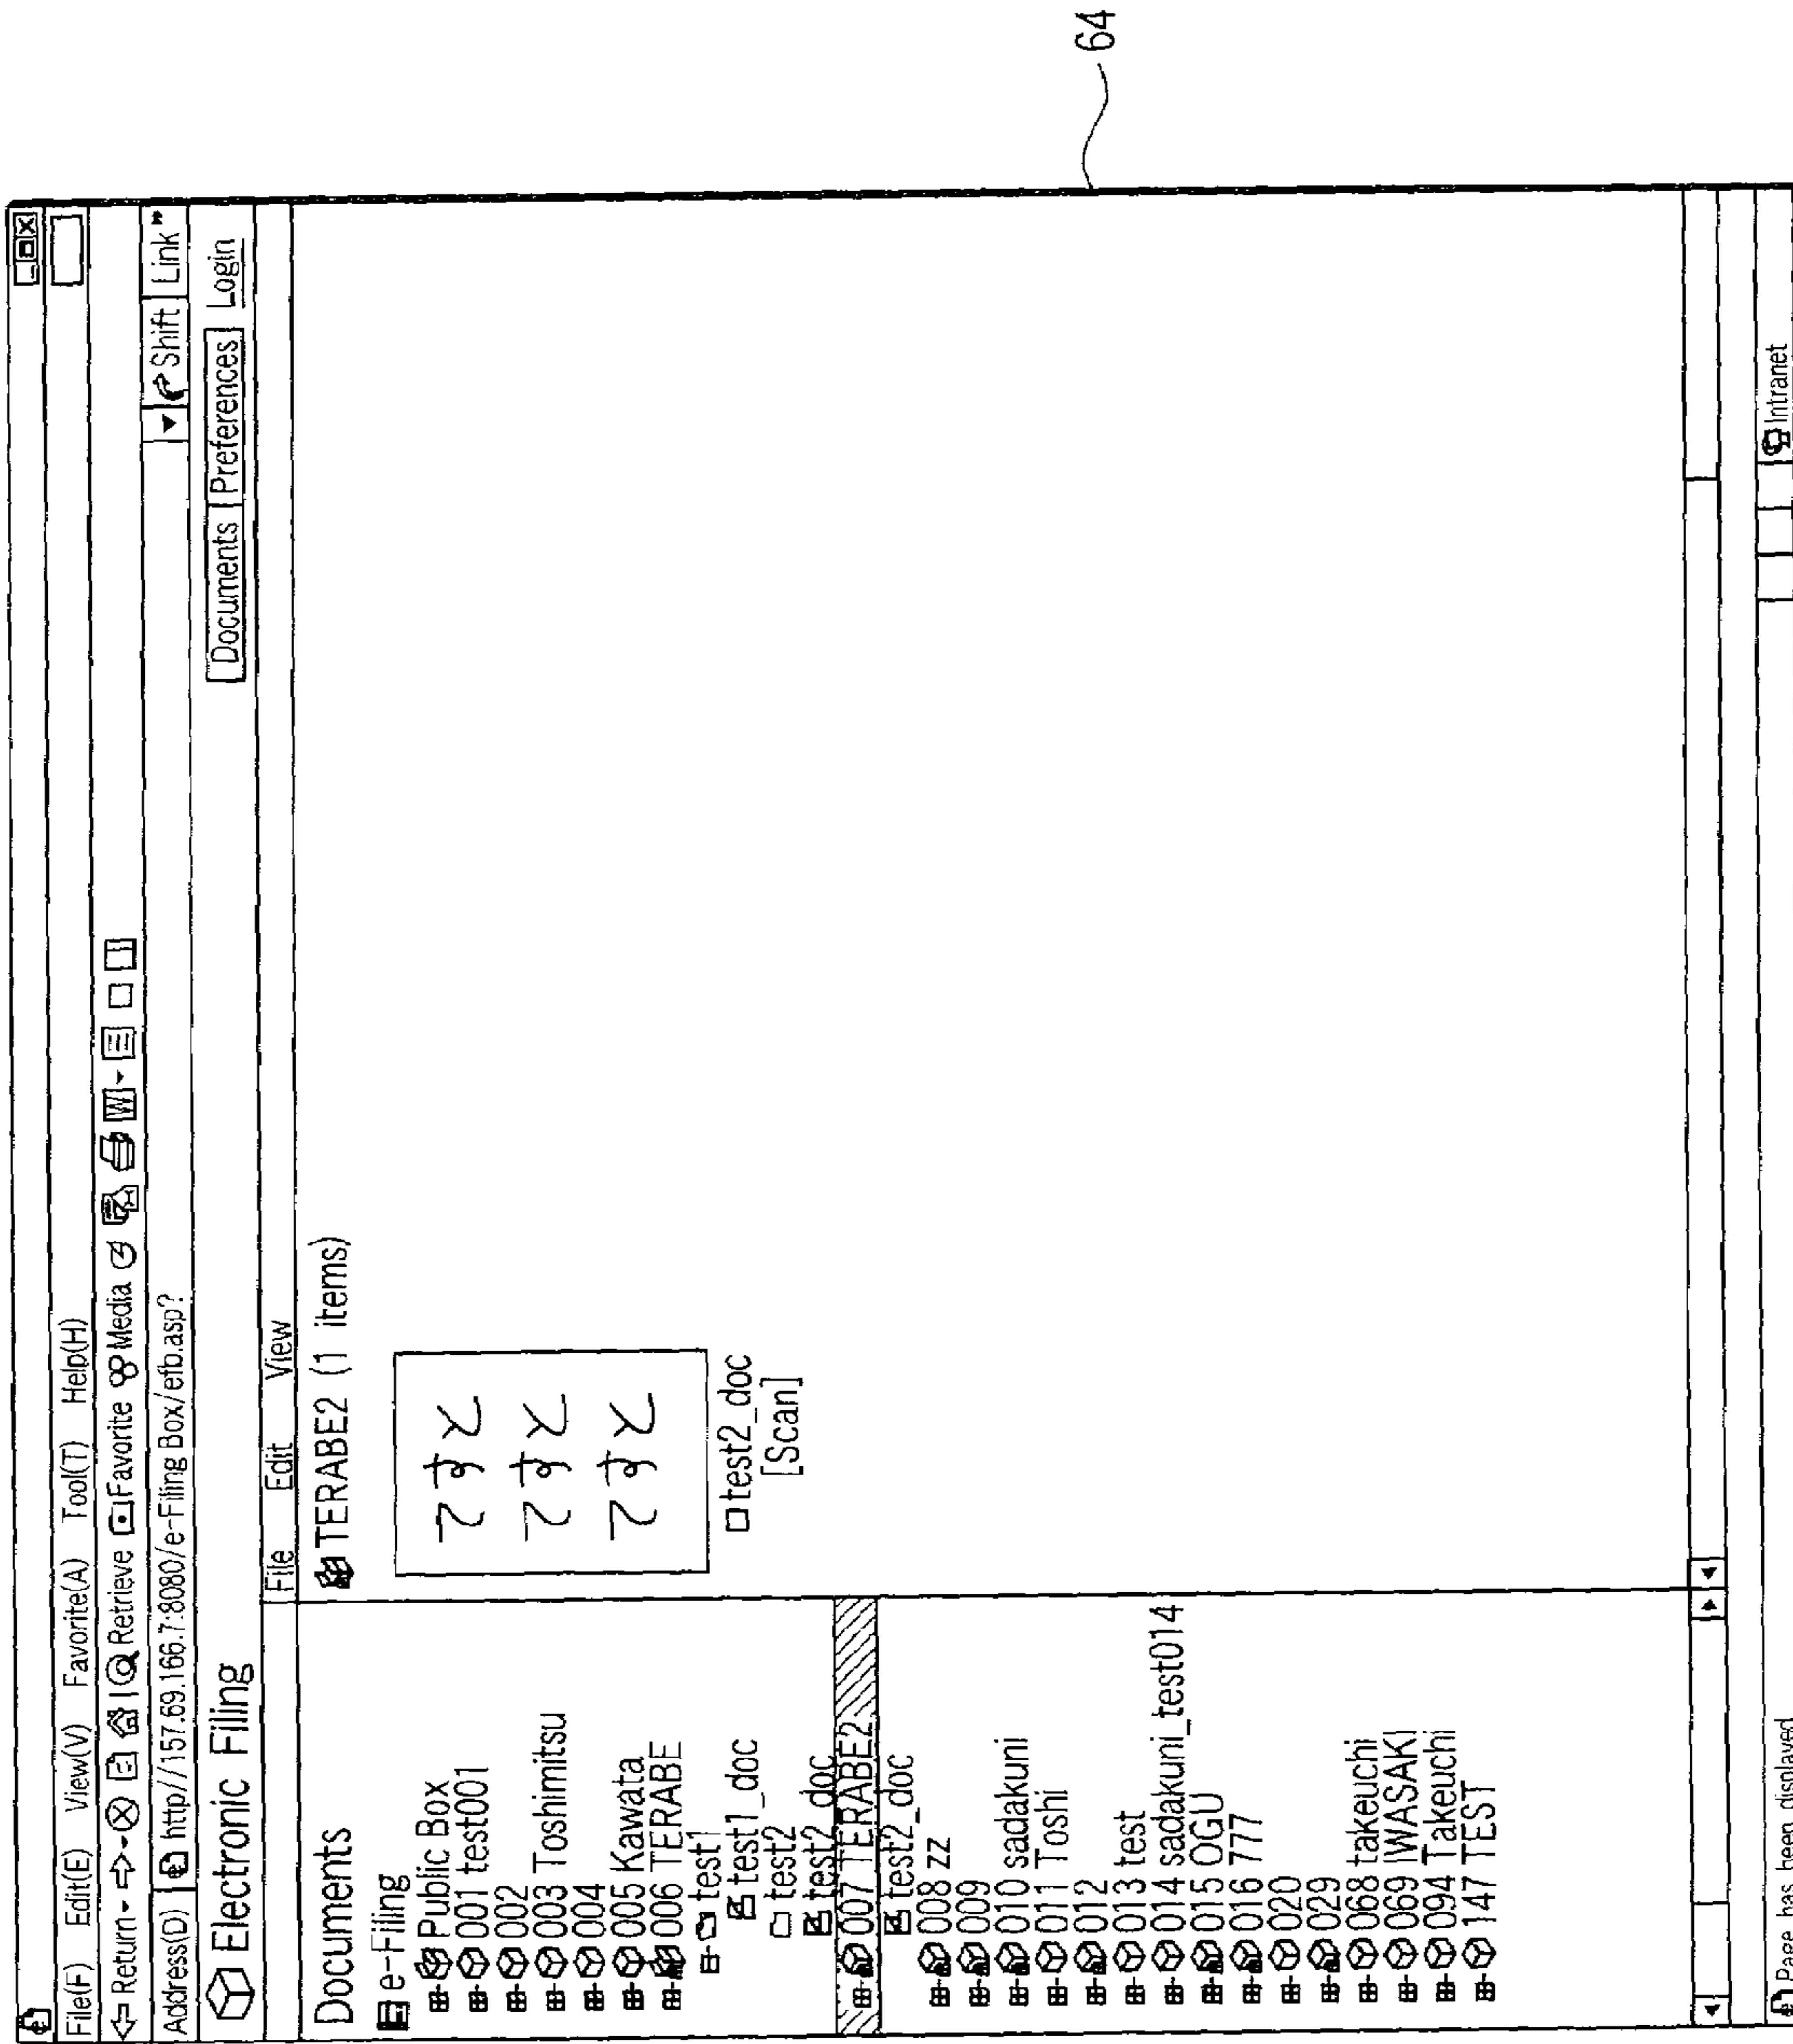 File(F) Edit(E) View(V) Favorite(A) Tool(T) Help(H)
Return Retrieve Favorite Media W
Address(D) http//157.69.166.7:8080/e-Filing Box/efb.asp? Shift Link"
Electronic Filing
Documents Preferences Login
File Edit View
Documents
e-Filing
Public Box
001 test001
002
003 Toshimitsu
004
005 Kawata
006 TERABE
test1
test1_doc
test2
test2_doc
007 TERABE2
test2_doc
008 zz
009
010 sadakuni
011 Toshi
012
013 test
014 sadakuni_test014
015 OGU
016 777
020
029
068 takeuchi
069 IWASAKI
094 Takeuchi
147 TEST
TERABE2 (1 items)
test2_doc
[Scan]
Page has been displayed
Intranet
64